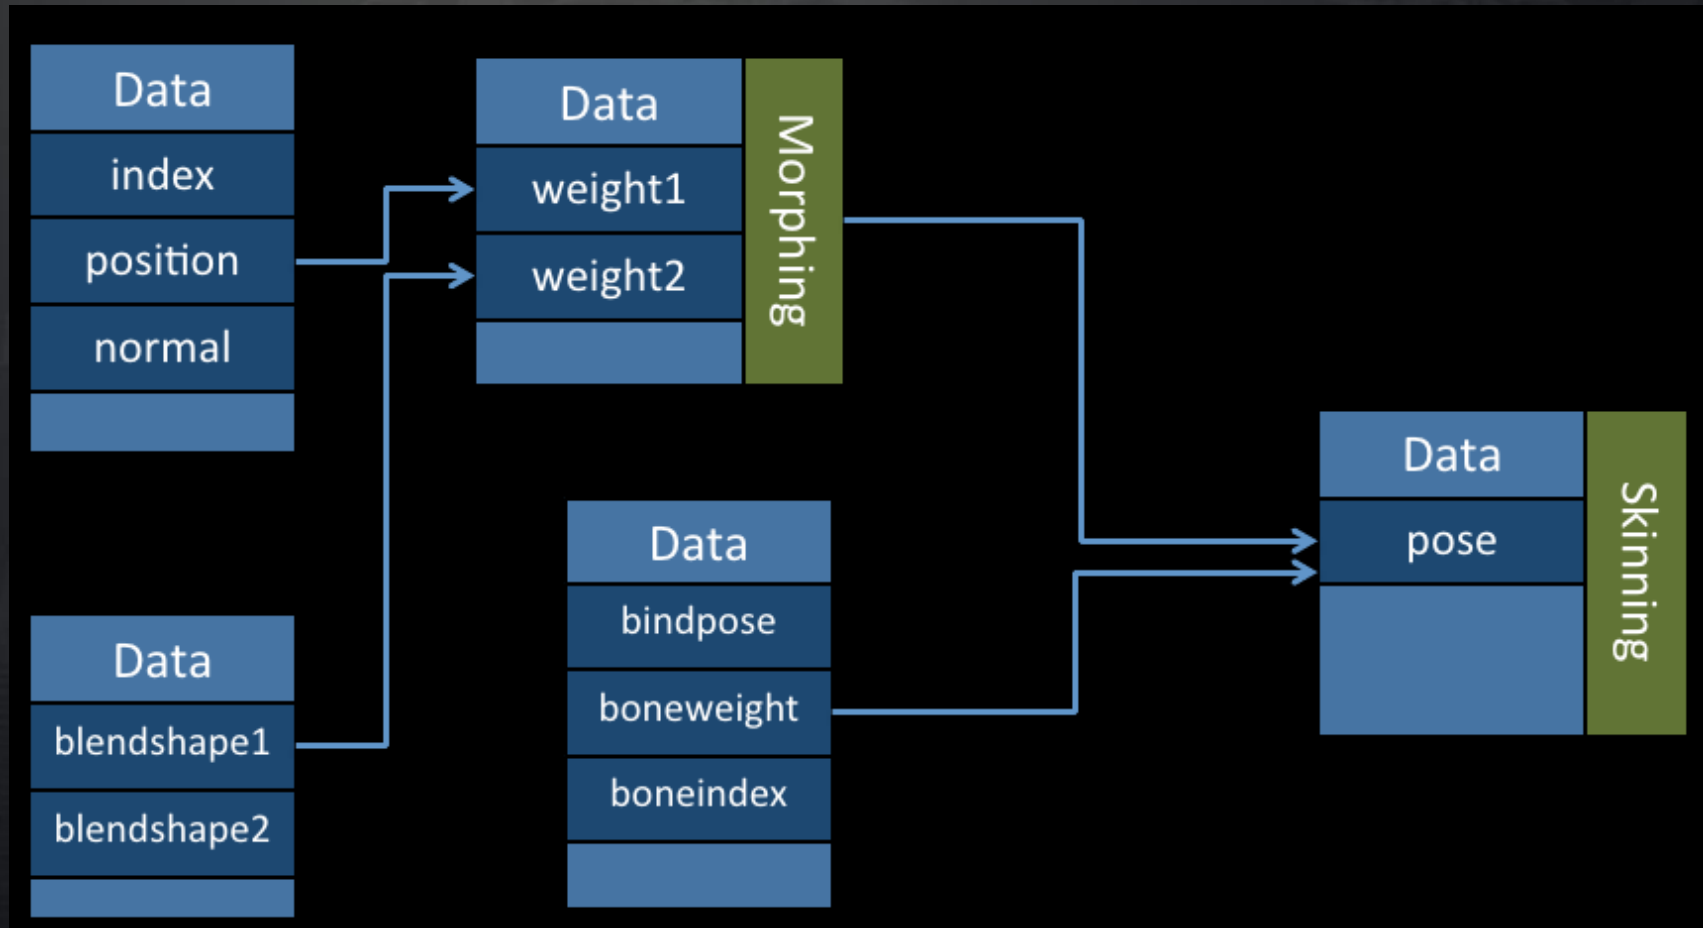 Data
index
position
normal
Data
weight1
weight2
Morphing
Data
blendshape1
blendshape2
Data
bindpose
boneweight
boneindex
Data
pose
Skinning